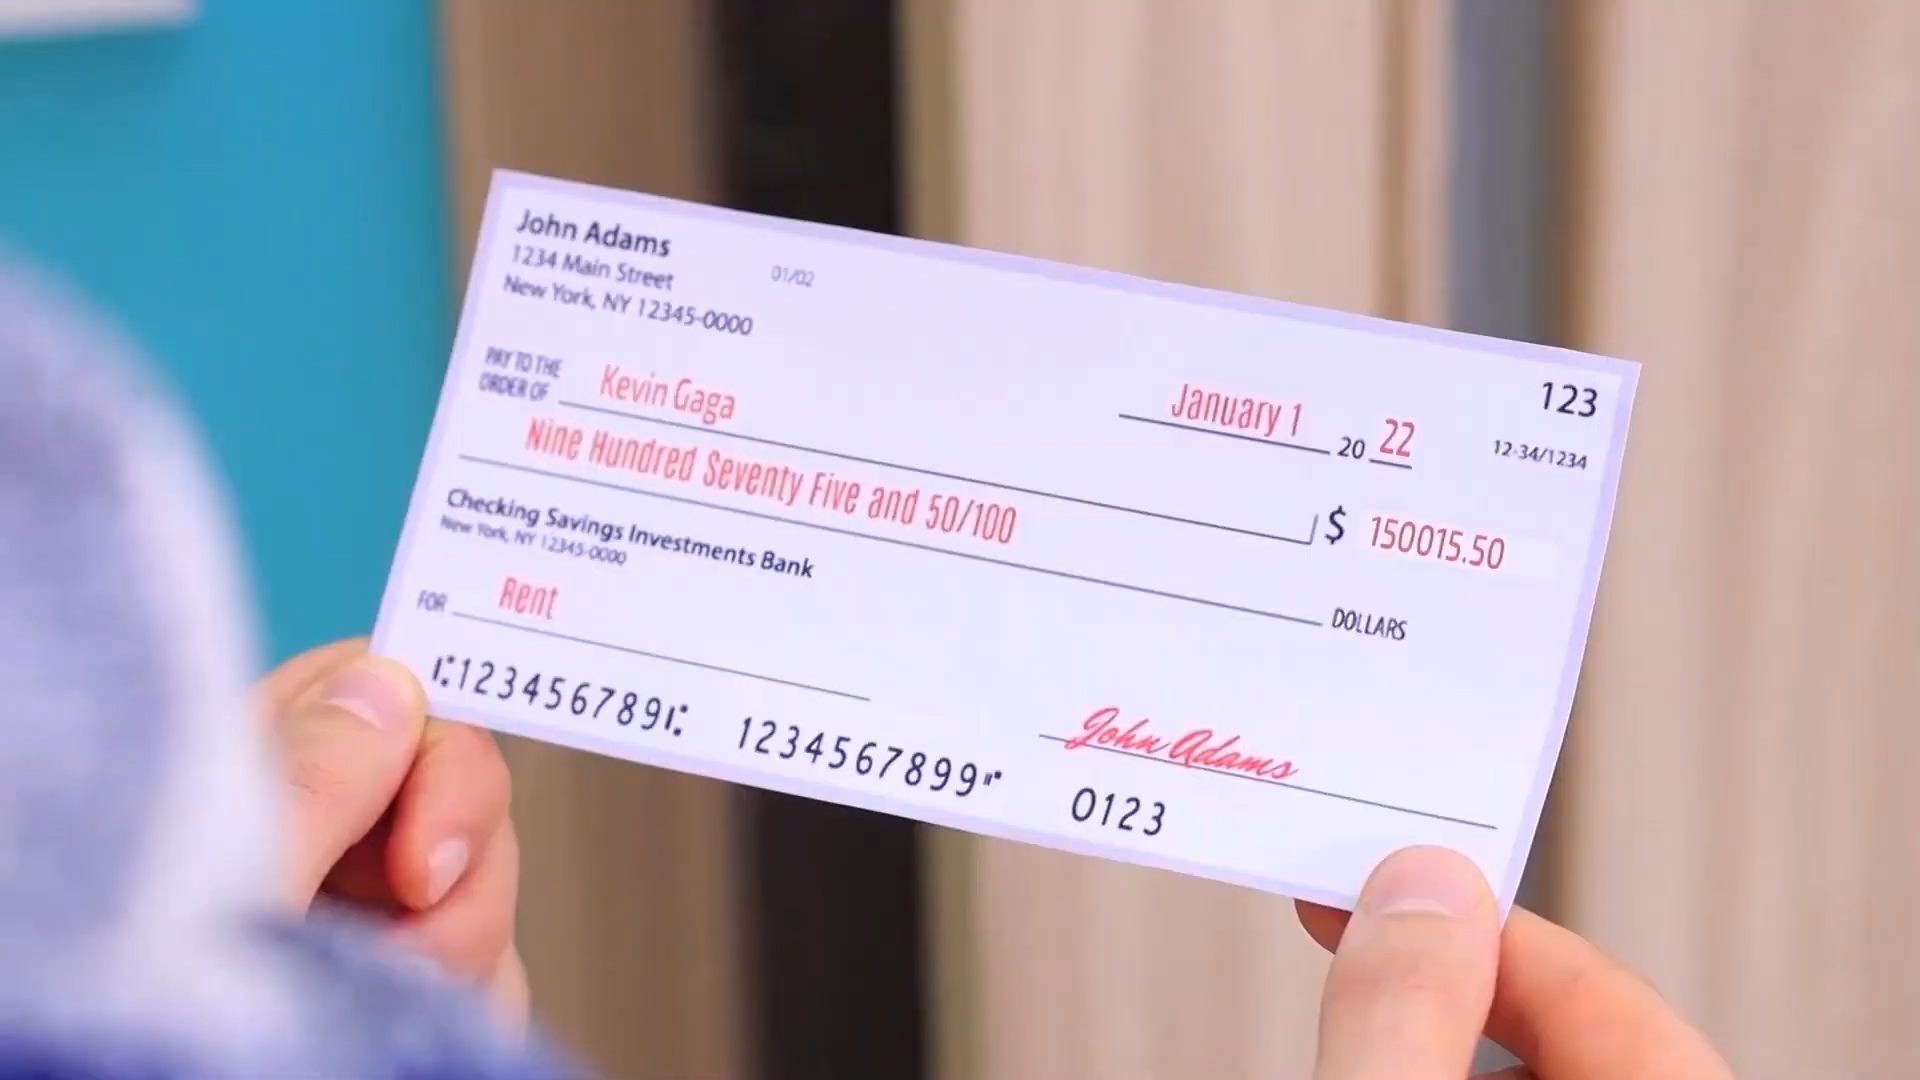 John Adams
1234 Main Street
New York, NY 12345-0000
01/02
123
12-34/1234
January 1 20 22
PAY TO THE
ORDER OF Kevin Gaga $ 150015.50
Nine Hundred Seventy Five and 50/100 DOLLARS
Checking Savings Investments Bank
New York, NY 12345-0000
FOR Rent
John Adams
⑆123456789⑆ 1234567899⑈ 0123